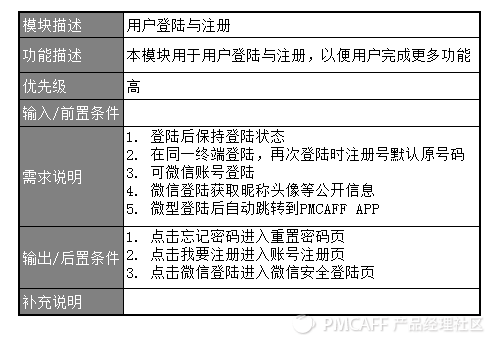 模块描述 用户登陆与注册
功能描述 本模块用于用户登陆与注册，以便用户完成更多功能
优先级 高
输入/前置条件
需求说明
1. 登陆后保持登陆状态
2. 在同一终端登陆，再次登陆时注册号默认原号码
3. 可微信账号登陆
4. 微信登陆获取昵称头像等公开信息
5. 微型登陆后自动跳转到PMCAFF APP
输出/后置条件
1. 点击忘记密码进入重置密码页
2. 点击我要注册进入账号注册页
3. 点击微信登陆进入微信安全登陆页
补充说明
PMCAFF 产品经理社区